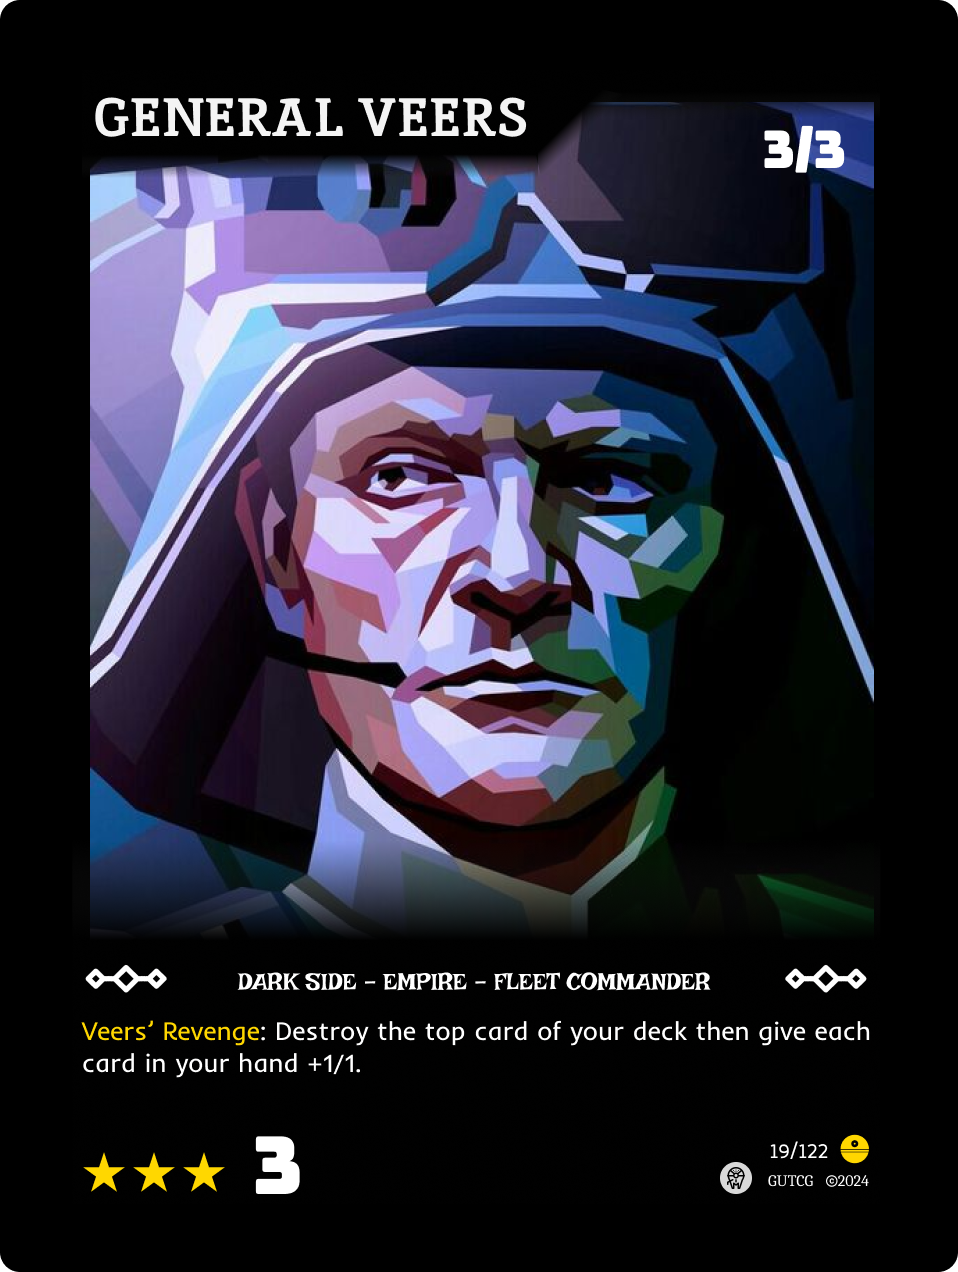 GENERAL VEERS
3/3
DARK SIDE – EMPIRE – FLEET COMMANDER
Veers’ Revenge: Destroy the top card of your deck then give each
card in your hand +1/1.
3
19/122
GUTCG ©2024